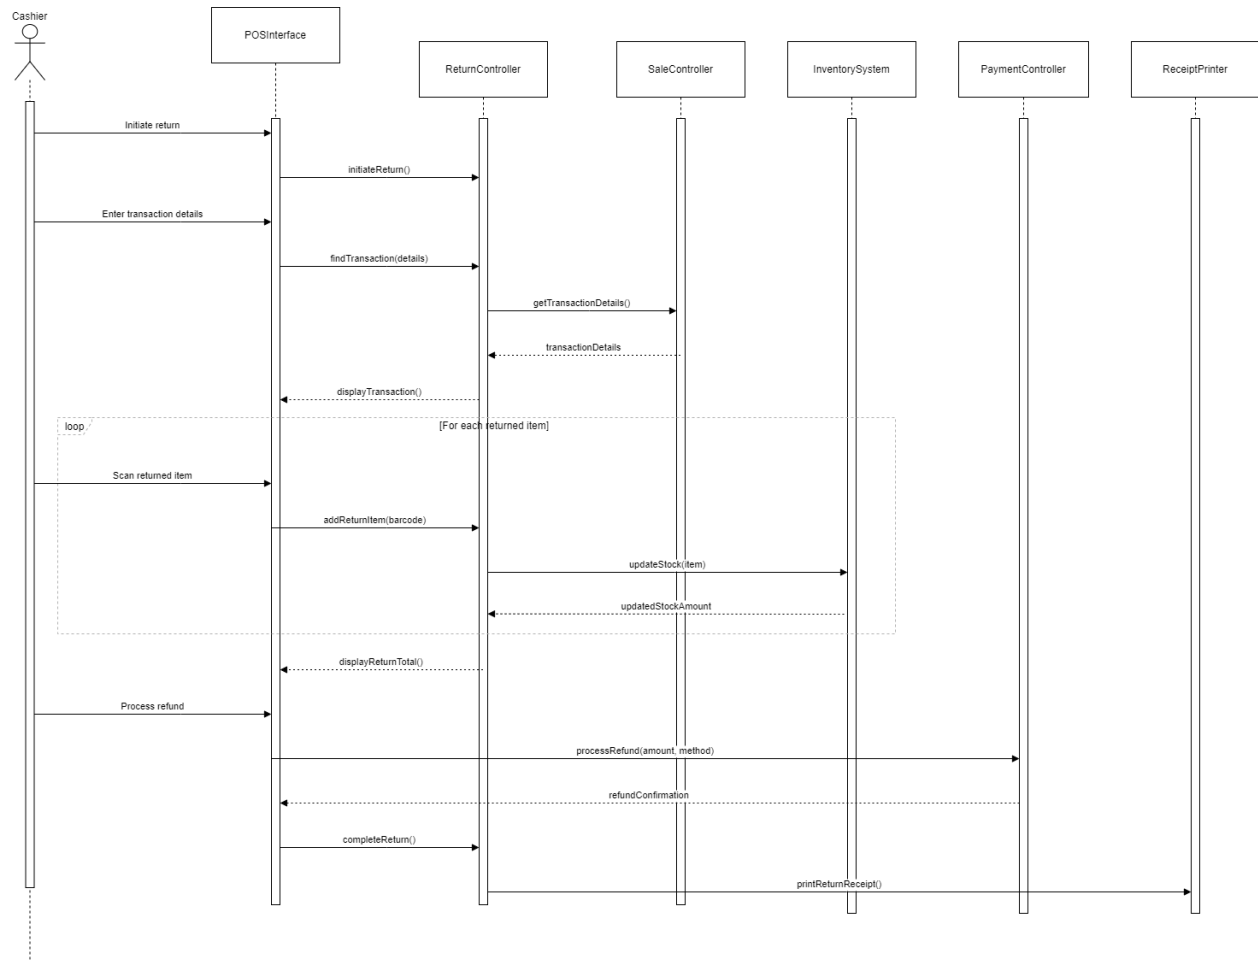 Cashier
POSInterface
ReturnController
SaleController
InventorySystem
PaymentController
ReceiptPrinter
Initiate return
initiateReturn()
Enter transaction details
findTransaction(details)
getTransactionDetails()
transactionDetails
displayTransaction()
loop
[For each returned item]
Scan returned item
addReturnItem(barcode)
updateStock(item)
updatedStockAmount
displayReturnTotal()
Process refund
processRefund(amount, method)
refundConfirmation
completeReturn()
printReturnReceipt()